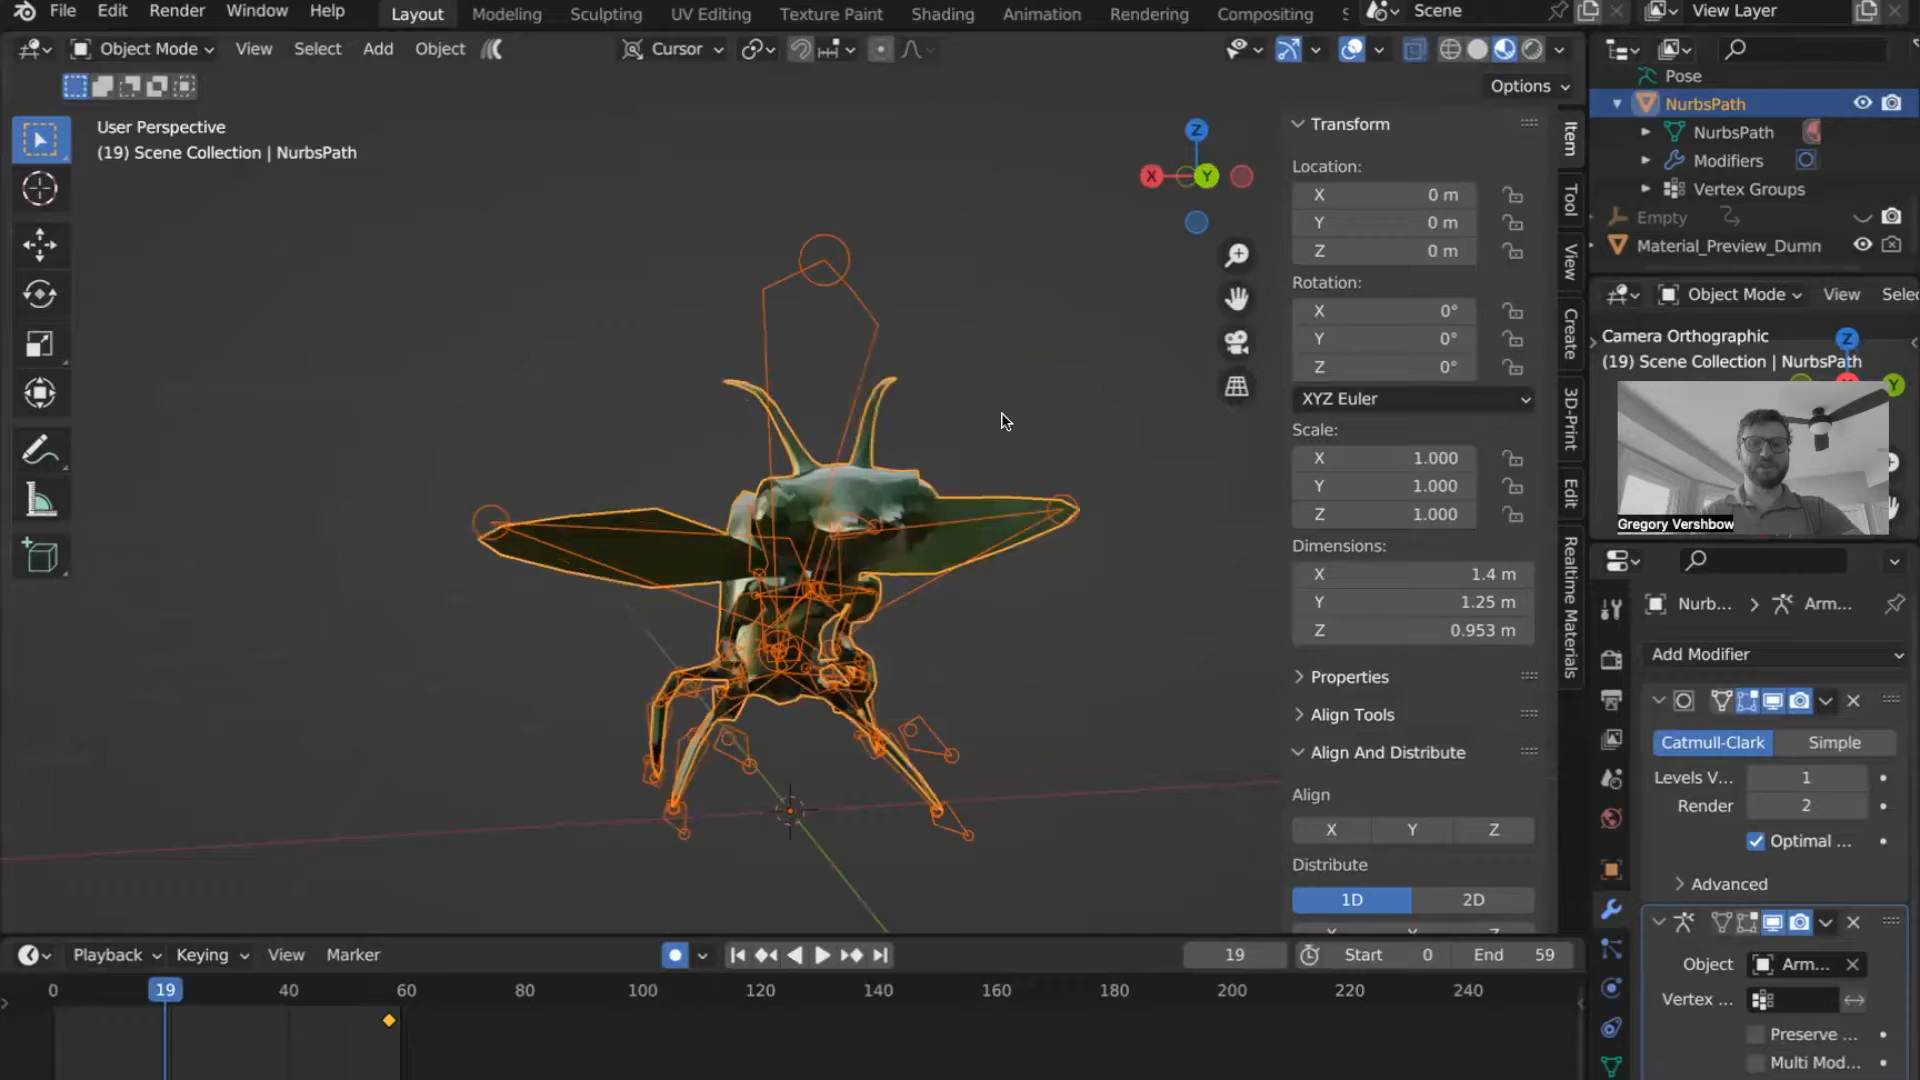 File Edit Render Window Help Layout Modeling Sculpting UV Editing Texture Paint Shading Animation Rendering Compositing S Scene View Layer
Object Mode View Select Add Object Cursor
Options
User Perspective
(19) Scene Collection | NurbsPath
Z
X
Y
Transform
Location:
X 0 m
Y 0 m
Z 0 m
Rotation:
X 0°
Y 0°
Z 0°
XYZ Euler
Scale:
X 1.000
Y 1.000
Z 1.000
Dimensions:
X 1.4 m
Y 1.25 m
Z 0.953 m
Properties
Align Tools
Align And Distribute
Align
X Y Z
Distribute
1D 2D
Item
Tool
View
Create
3D-Print
Edit
Realtime Materials
Pose
NurbsPath
NurbsPath
Modifiers
Vertex Groups
Empty
Material_Preview_Dumn
Object Mode View Selec
Camera Orthographic
(19) Scene Collection | NurbsPath
Z
Y
Gregory Vershbow
Nurb... Arm...
Add Modifier
Catmull-Clark Simple
Levels V... 1
Render 2
Optimal ...
Advanced
Object Arm...
Vertex ...
Preserve ...
Multi Mod...
Playback Keying View Marker 19 Start 0 End 59
0 19 40 60 80 100 120 140 160 180 200 220 240